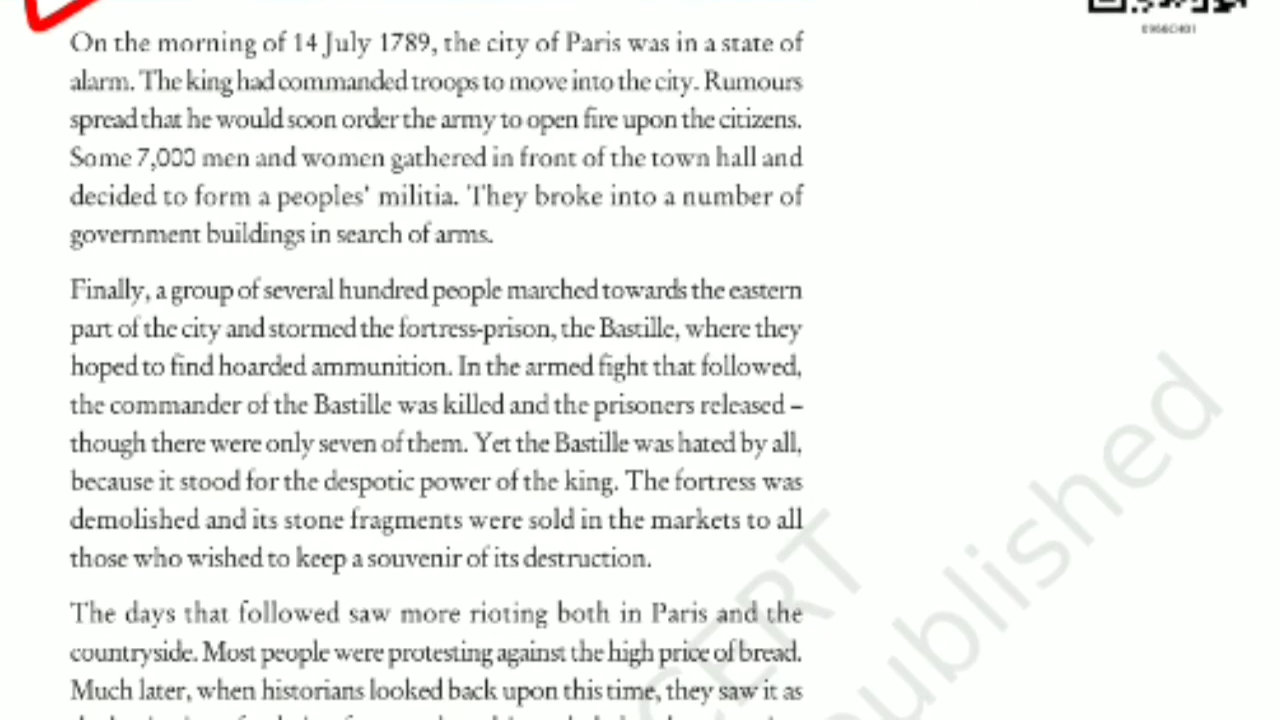 On the morning of 14 July 1789, the city of Paris was in a state of
alarm. The king had commanded troops to move into the city. Rumours
spread that he would soon order the army to open fire upon the citizens.
Some 7,000 men and women gathered in front of the town hall and
decided to form a peoples' militia. They broke into a number of
government buildings in search of arms.
Finally, a group of several hundred people marched towards the eastern
part of the city and stormed the fortress-prison, the Bastille, where they
hoped to find hoarded ammunition. In the armed fight that followed,
the commander of the Bastille was killed and the prisoners released –
though there were only seven of them. Yet the Bastille was hated by all,
because it stood for the despotic power of the king. The fortress was
demolished and its stone fragments were sold in the markets to all
those who wished to keep a souvenir of its destruction.
The days that followed saw more rioting both in Paris and the
countryside. Most people were protesting against the high price of bread.
Much later, when historians looked back upon this time, they saw it as
CERT
published